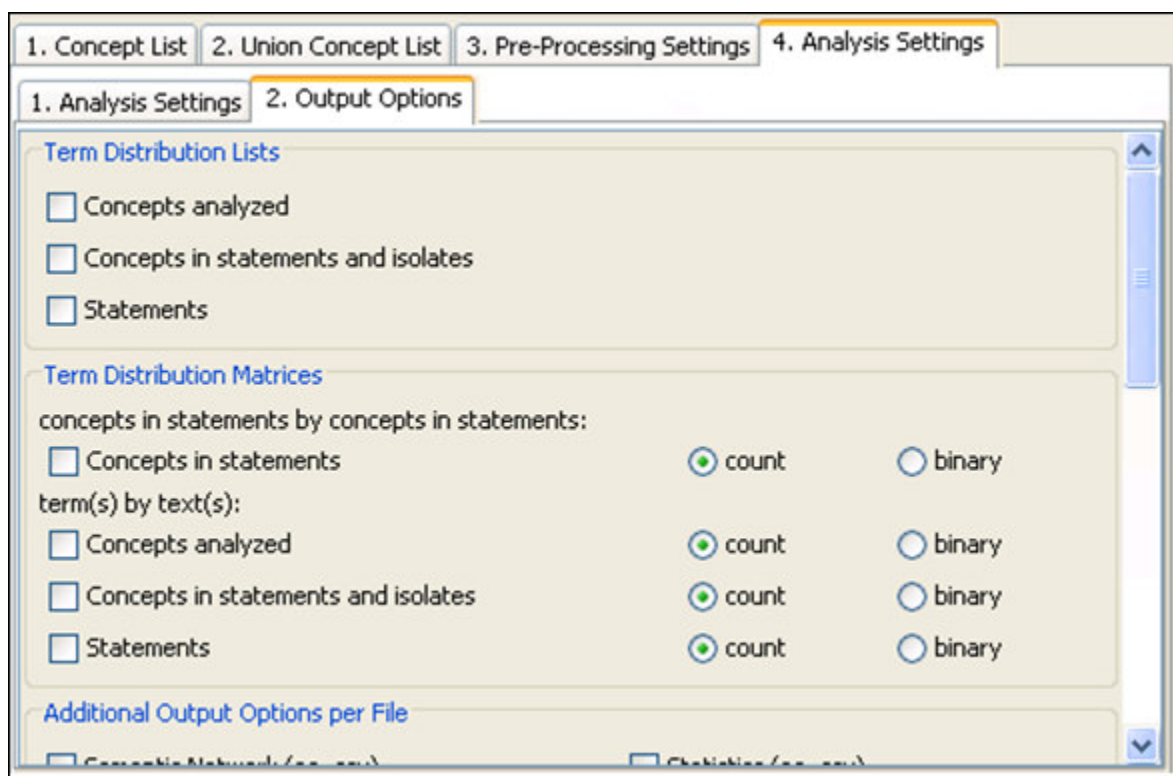 1. Concept List 2. Union Concept List 3. Pre-Processing Settings 4. Analysis Settings
1. Analysis Settings 2. Output Options
Term Distribution Lists
Concepts analyzed
Concepts in statements and isolates
Statements
Term Distribution Matrices
concepts in statements by concepts in statements:
Concepts in statements count binary
term(s) by text(s):
Concepts analyzed count binary
Concepts in statements and isolates count binary
Statements count binary
Additional Output Options per File
Semantic Network Statistics